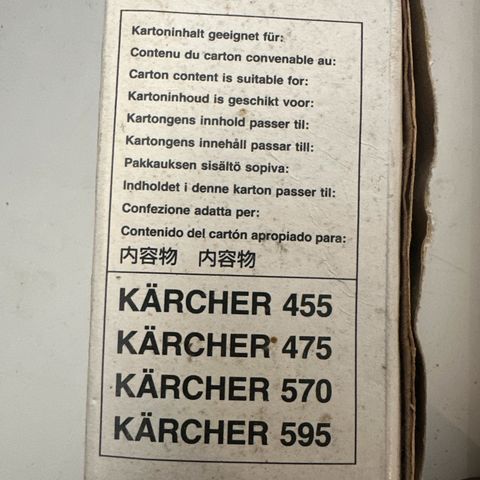 Kartoninhalt geeignet für:
Contenu du carton convenable au:
Carton content is suitable for:
Kartoninhoud is geschikt voor:
Kartongens innhold passer til:
Kartongens innehåll passar till:
Pakkauksen sisältö sopiva:
Indholdet i denne karton passer til:
Confezione adatta per:
Contenido del cartón apropiado para:
内容物 内容物
KÄRCHER 455
KÄRCHER 475
KÄRCHER 570
KÄRCHER 595